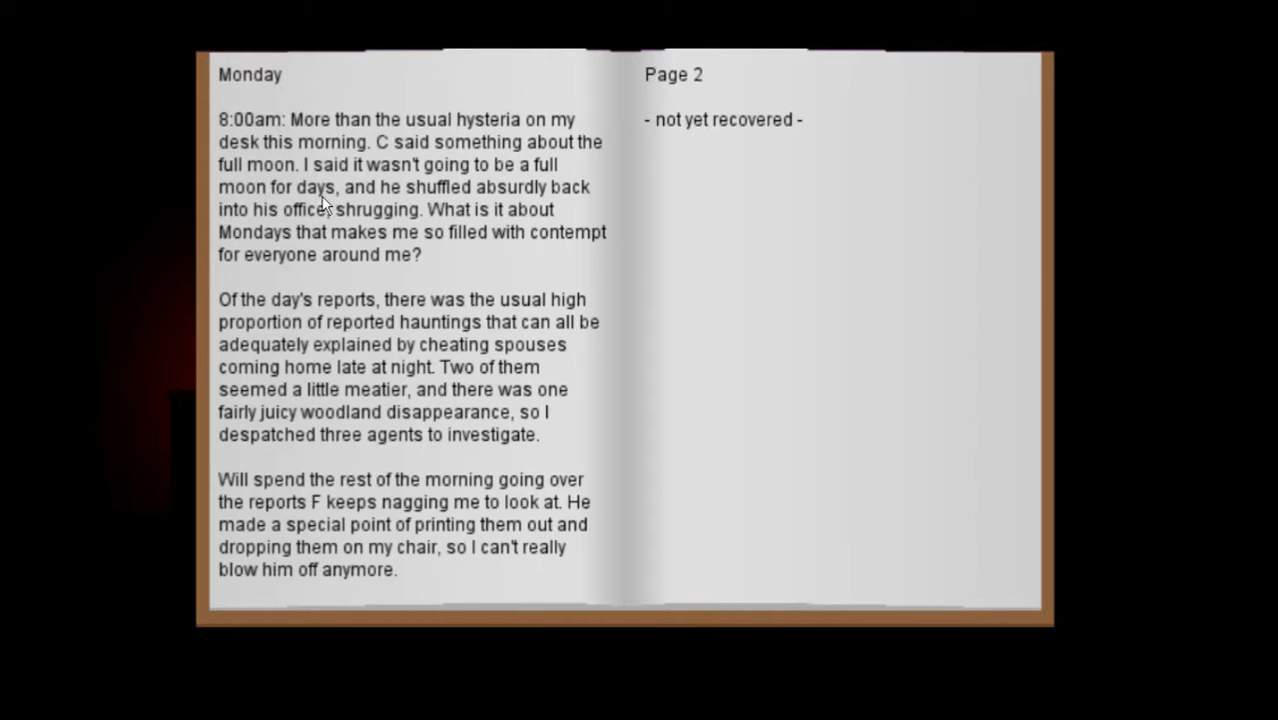 Monday
8:00am: More than the usual hysteria on my
desk this morning. C said something about the
full moon. I said it wasn't going to be a full
moon for days, and he shuffled absurdly back
into his office, shrugging. What is it about
Mondays that makes me so filled with contempt
for everyone around me?
Of the day's reports, there was the usual high
proportion of reported hauntings that can all be
adequately explained by cheating spouses
coming home late at night. Two of them
seemed a little meatier, and there was one
fairly juicy woodland disappearance, so I
despatched three agents to investigate.
Will spend the rest of the morning going over
the reports F keeps nagging me to look at. He
made a special point of printing them out and
dropping them on my chair, so I can't really
blow him off anymore.
Page 2
- not yet recovered -